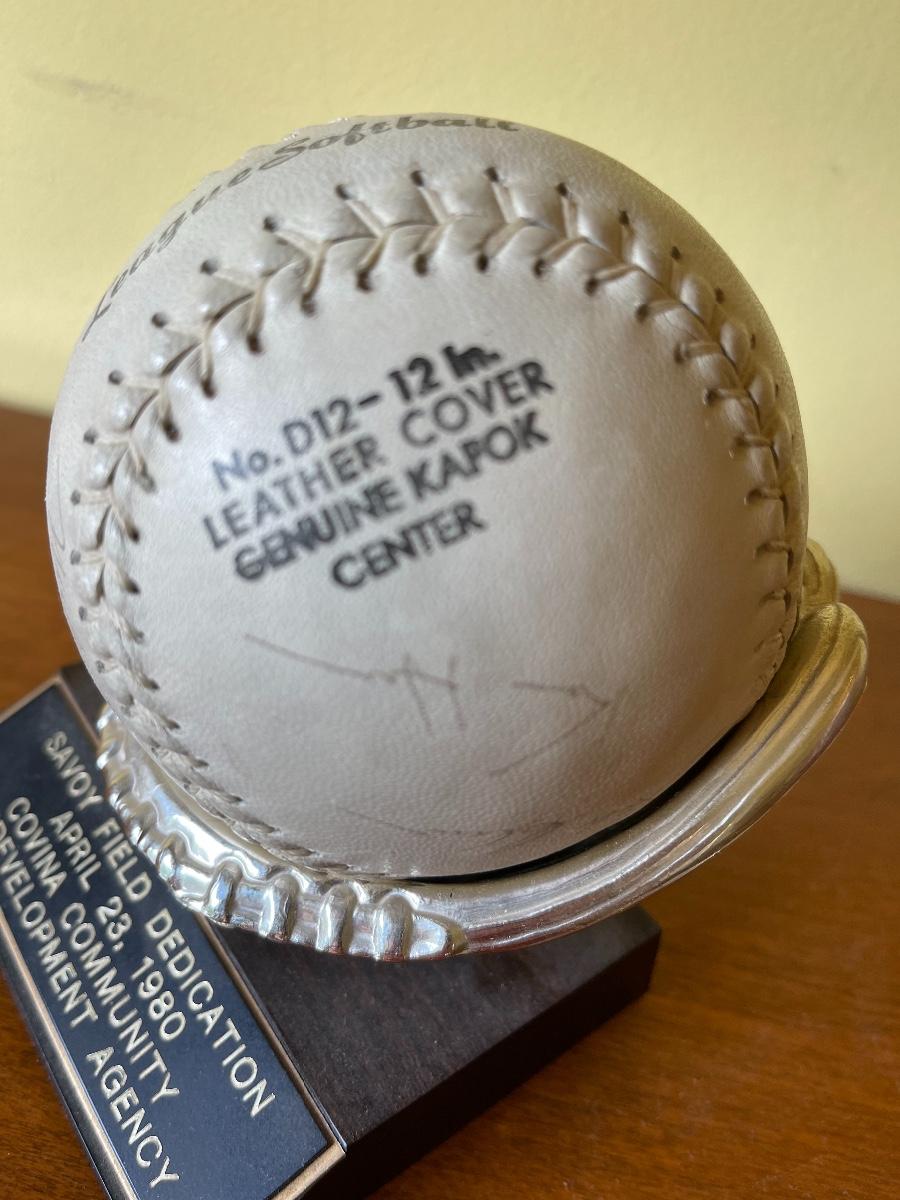 League Softball
No. D12-12 In.
LEATHER COVER
GENUINE KAPOK
CENTER
SAVOY FIELD DEDICATION
APRIL 23, 1980
COVINA COMMUNITY
DEVELOPMENT AGENCY